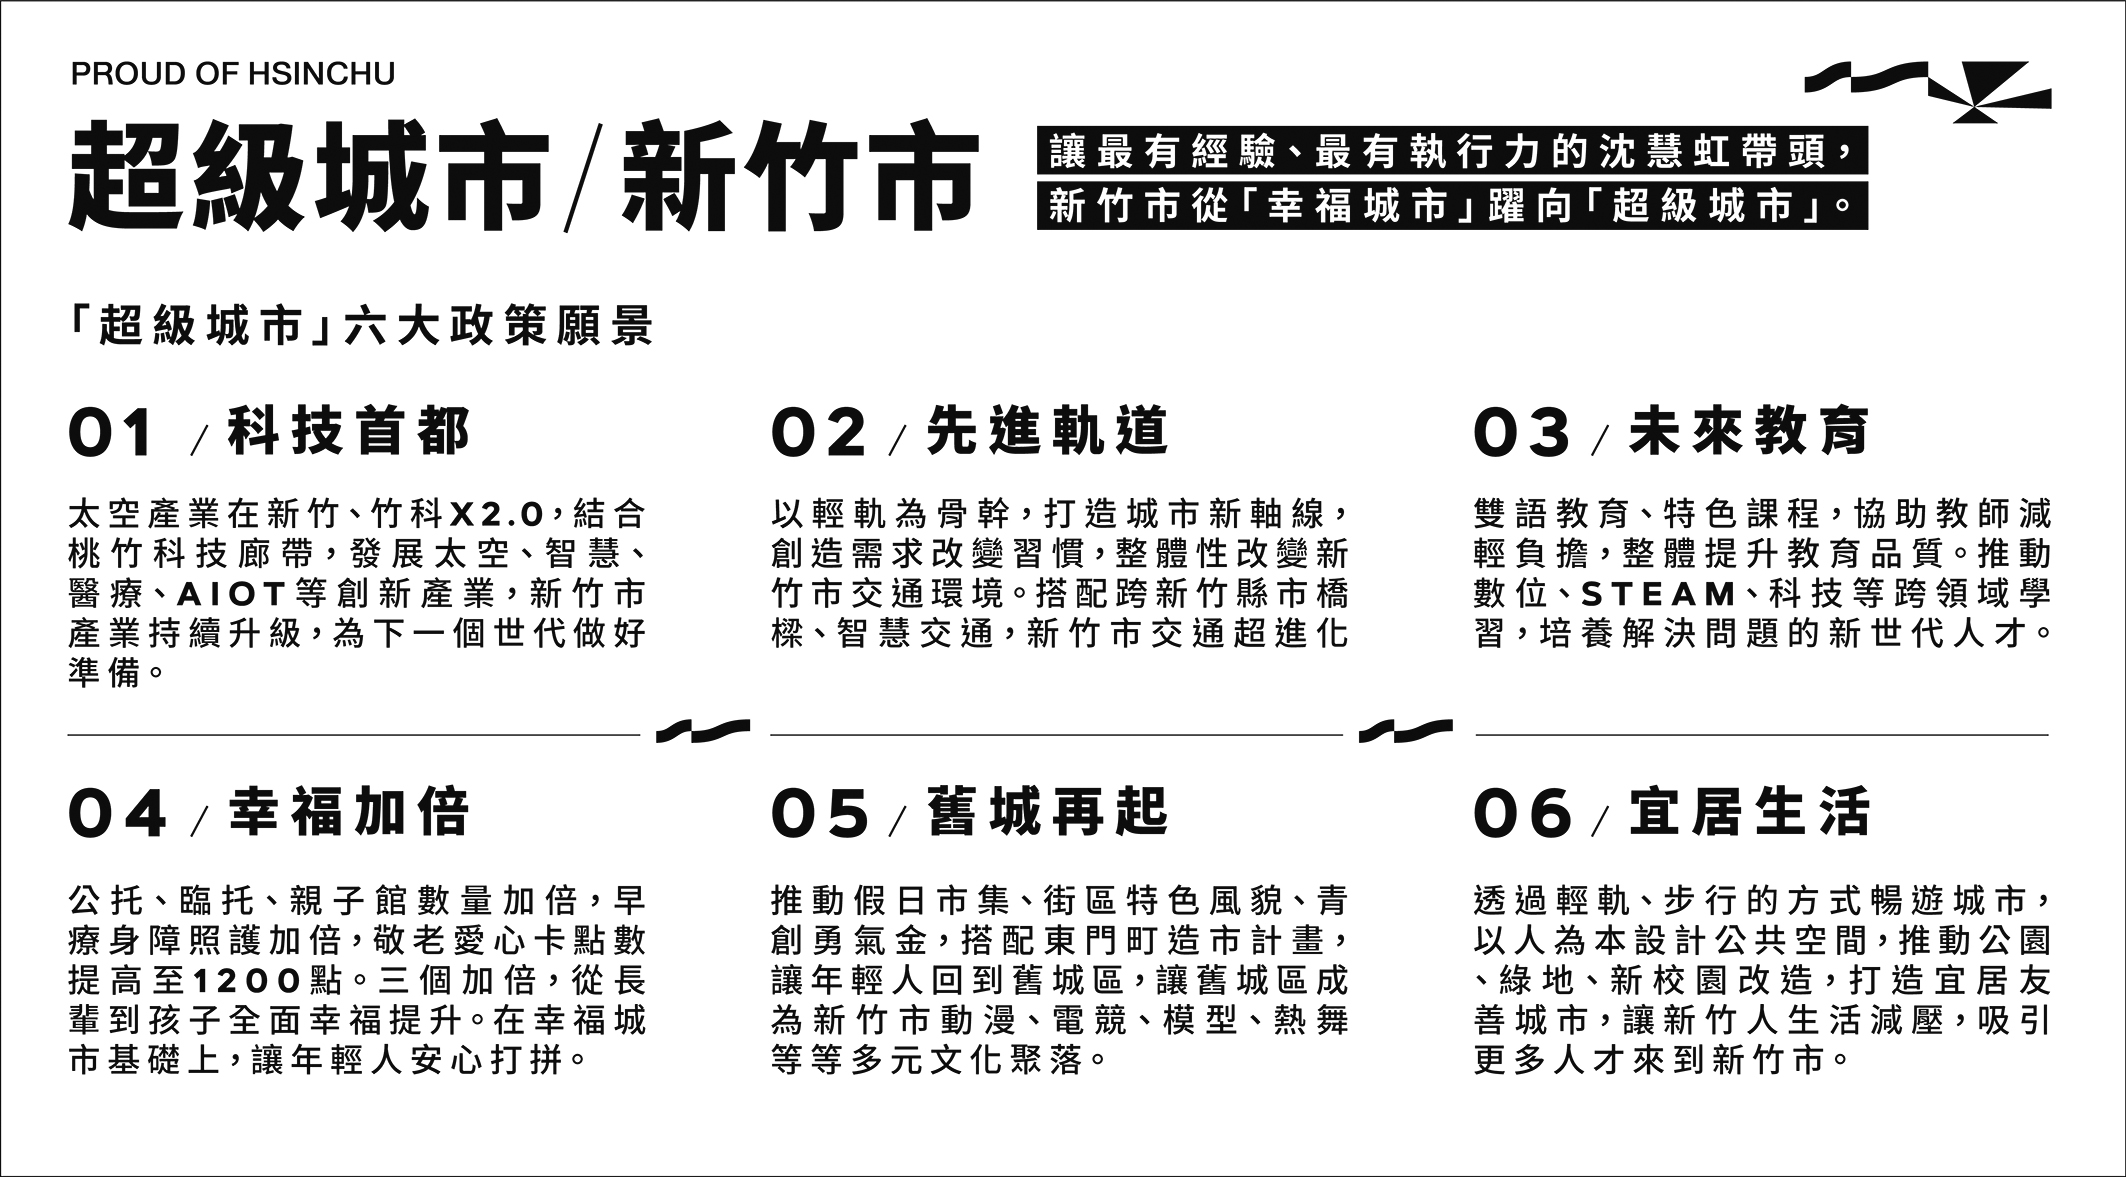 PROUD OF HSINCHU
超級城市/新竹市
讓最有經驗、最有執行力的沈慧虹帶頭，
新竹市從「幸福城市」躍向「超級城市」。
「超級城市」六大政策願景
01 / 科技首都
太空產業在新竹、竹科X2.0，結合
桃竹科技廊帶，發展太空、智慧、
醫療、AIOT等創新產業，新竹市
產業持續升級，為下一個世代做好
準備。
02 / 先進軌道
以輕軌為骨幹，打造城市新軸線，
創造需求改變習慣，整體性改變新
竹市交通環境。搭配跨新竹縣市橋
樑、智慧交通，新竹市交通超進化
03 / 未來教育
雙語教育、特色課程，協助教師減
輕負擔，整體提升教育品質。推動
數位、STEAM、科技等跨領域學
習，培養解決問題的新世代人才。
04 / 幸福加倍
公托、臨托、親子館數量加倍，早
療身障照護加倍，敬老愛心卡點數
提高至1200點。三個加倍，從長
輩到孩子全面幸福提升。在幸福城
市基礎上，讓年輕人安心打拼。
05 / 舊城再起
推動假日市集、街區特色風貌、青
創勇氣金，搭配東門町造市計畫，
讓年輕人回到舊城區，讓舊城區成
為新竹市動漫、電競、模型、熱舞
等等多元文化聚落。
06 / 宜居生活
透過輕軌、步行的方式暢遊城市，
以人為本設計公共空間，推動公園
、綠地、新校園改造，打造宜居友
善城市，讓新竹人生活減壓，吸引
更多人才來到新竹市。